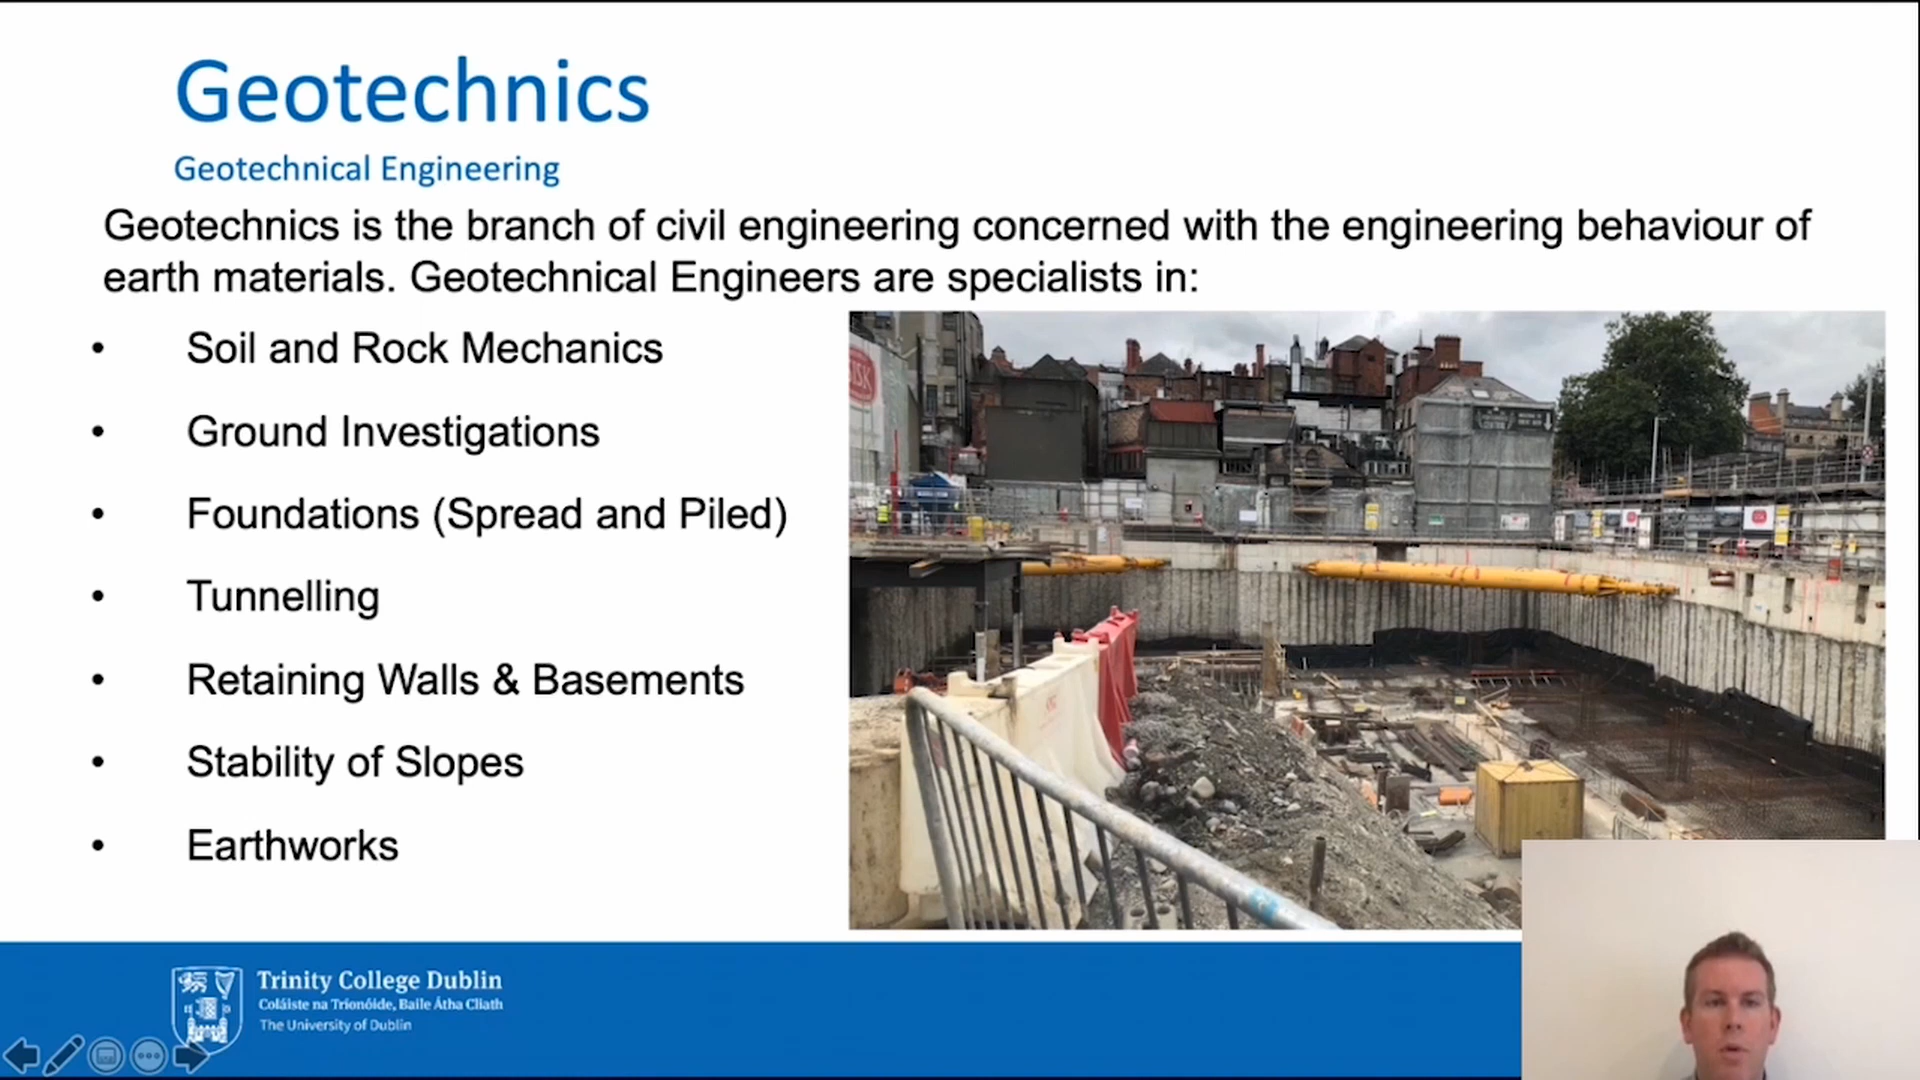 Geotechnics
Geotechnical Engineering
Geotechnics is the branch of civil engineering concerned with the engineering behaviour of
earth materials. Geotechnical Engineers are specialists in:
• Soil and Rock Mechanics
• Ground Investigations
• Foundations (Spread and Piled)
• Tunnelling
• Retaining Walls & Basements
• Stability of Slopes
• Earthworks
SISK
Trinity College Dublin
Coláiste na Tríonóide, Baile Átha Cliath
The University of Dublin